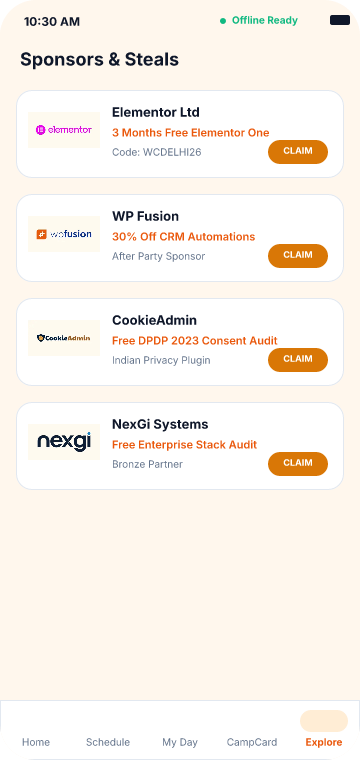 10:30 AM
Offline Ready
Sponsors & Steals
elementor
Elementor Ltd
3 Months Free Elementor One
Code: WCDELHI26
CLAIM
wpfusion
WP Fusion
30% Off CRM Automations
After Party Sponsor
CLAIM
CookieAdmin
CookieAdmin
Free DPDP 2023 Consent Audit
Indian Privacy Plugin
CLAIM
nexgi
NexGi Systems
Free Enterprise Stack Audit
Bronze Partner
CLAIM
Home Schedule My Day CampCard Explore